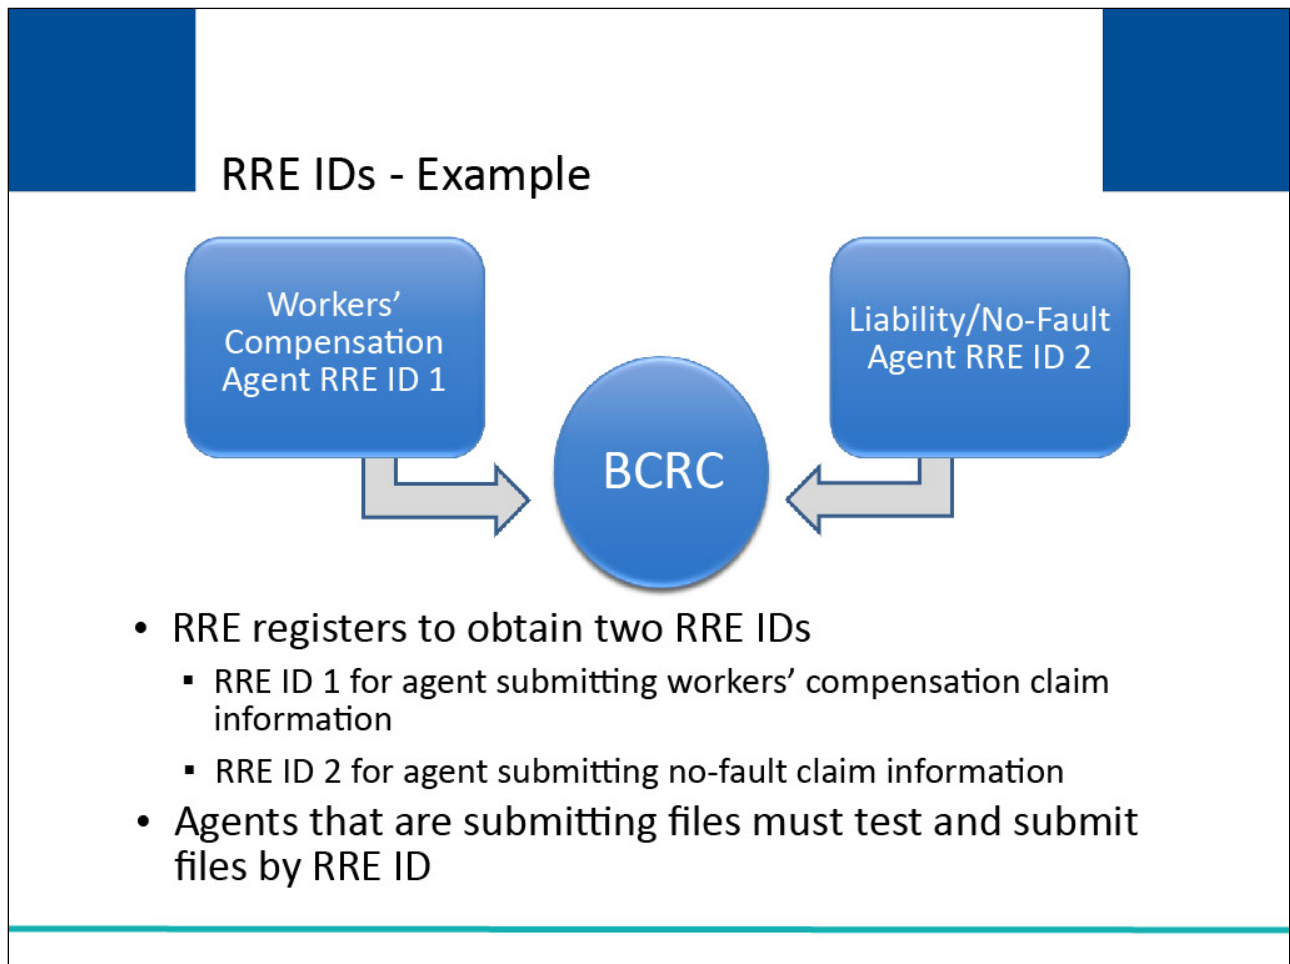 RRE IDs - Example
Workers’
Compensation
Agent RRE ID 1
Liability/No-Fault
Agent RRE ID 2
BCRC
• RRE registers to obtain two RRE IDs
▪ RRE ID 1 for agent submitting workers’ compensation claim
information
▪ RRE ID 2 for agent submitting no-fault claim information
• Agents that are submitting files must test and submit
files by RRE ID